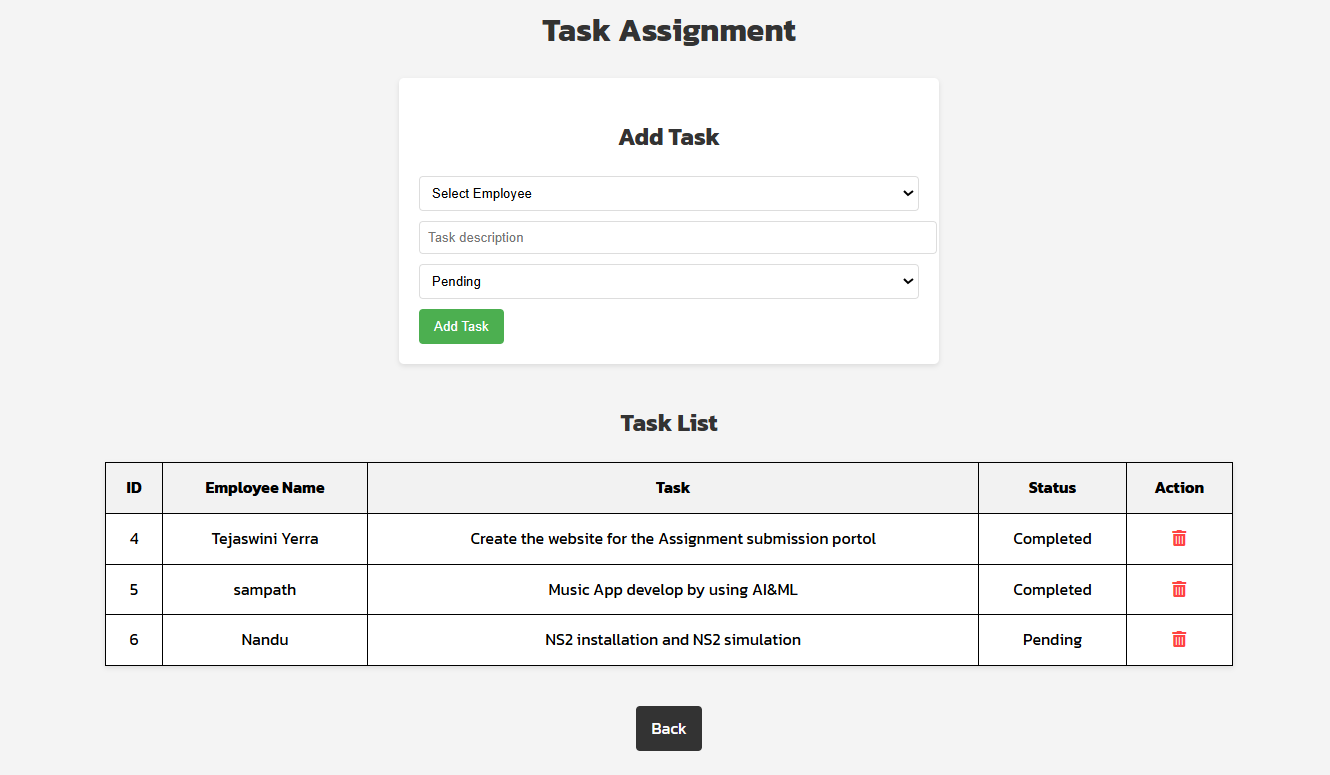 Task Assignment
Add Task
Select Employee
Task description
Pending
Add Task
Task List
ID Employee Name Task Status Action
4 Tejaswini Yerra Create the website for the Assignment submission portol Completed
5 sampath Music App develop by using AI&ML Completed
6 Nandu NS2 installation and NS2 simulation Pending
Back